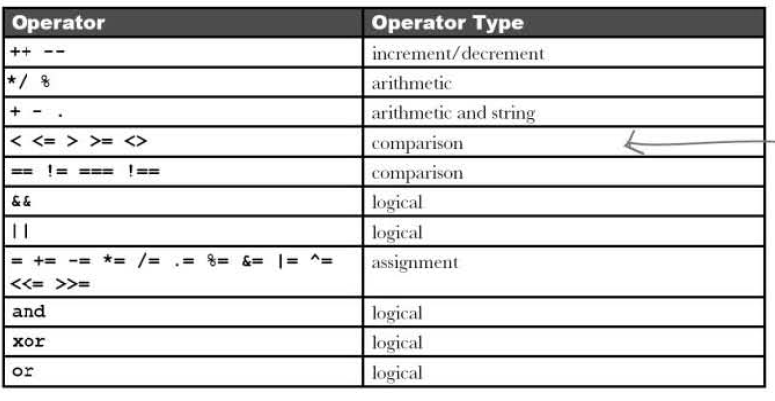 Operator Operator Type
++ -- increment/decrement
*/ % arithmetic
+ - . arithmetic and string
< <= > >= <> comparison
== != === !== comparison
&& logical
|| logical
= += -= *= /= .= %= &= |= ^= assignment
<<= >>=
and logical
xor logical
or logical